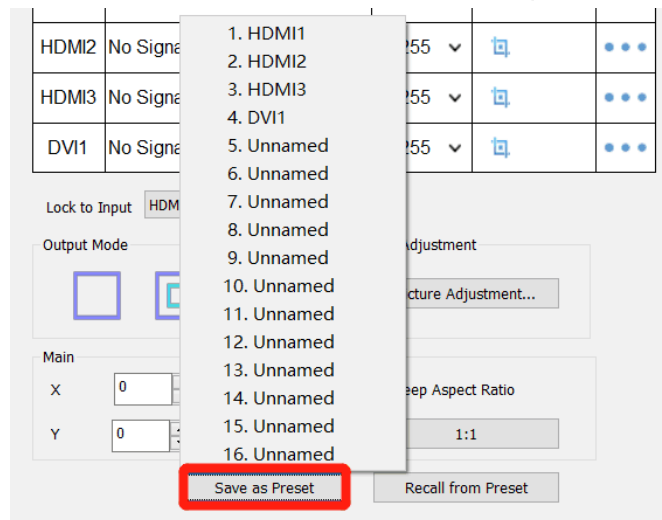 1. HDMI1
HDMI2 No Signa 255
2. HDMI2
3. HDMI3
HDMI3 No Signa 255
4. DVI1
DVI1 No Signa 255
5. Unnamed
6. Unnamed
7. Unnamed
Lock to Input HDM
8. Unnamed
Output Mode
djustment
9. Unnamed
10. Unnamed
cture Adjustment...
11. Unnamed
12. Unnamed
13. Unnamed
Main
14. Unnamed
X 0
eep Aspect Ratio
15. Unnamed
Y 0
1:1
16. Unnamed
Save as Preset
Recall from Preset